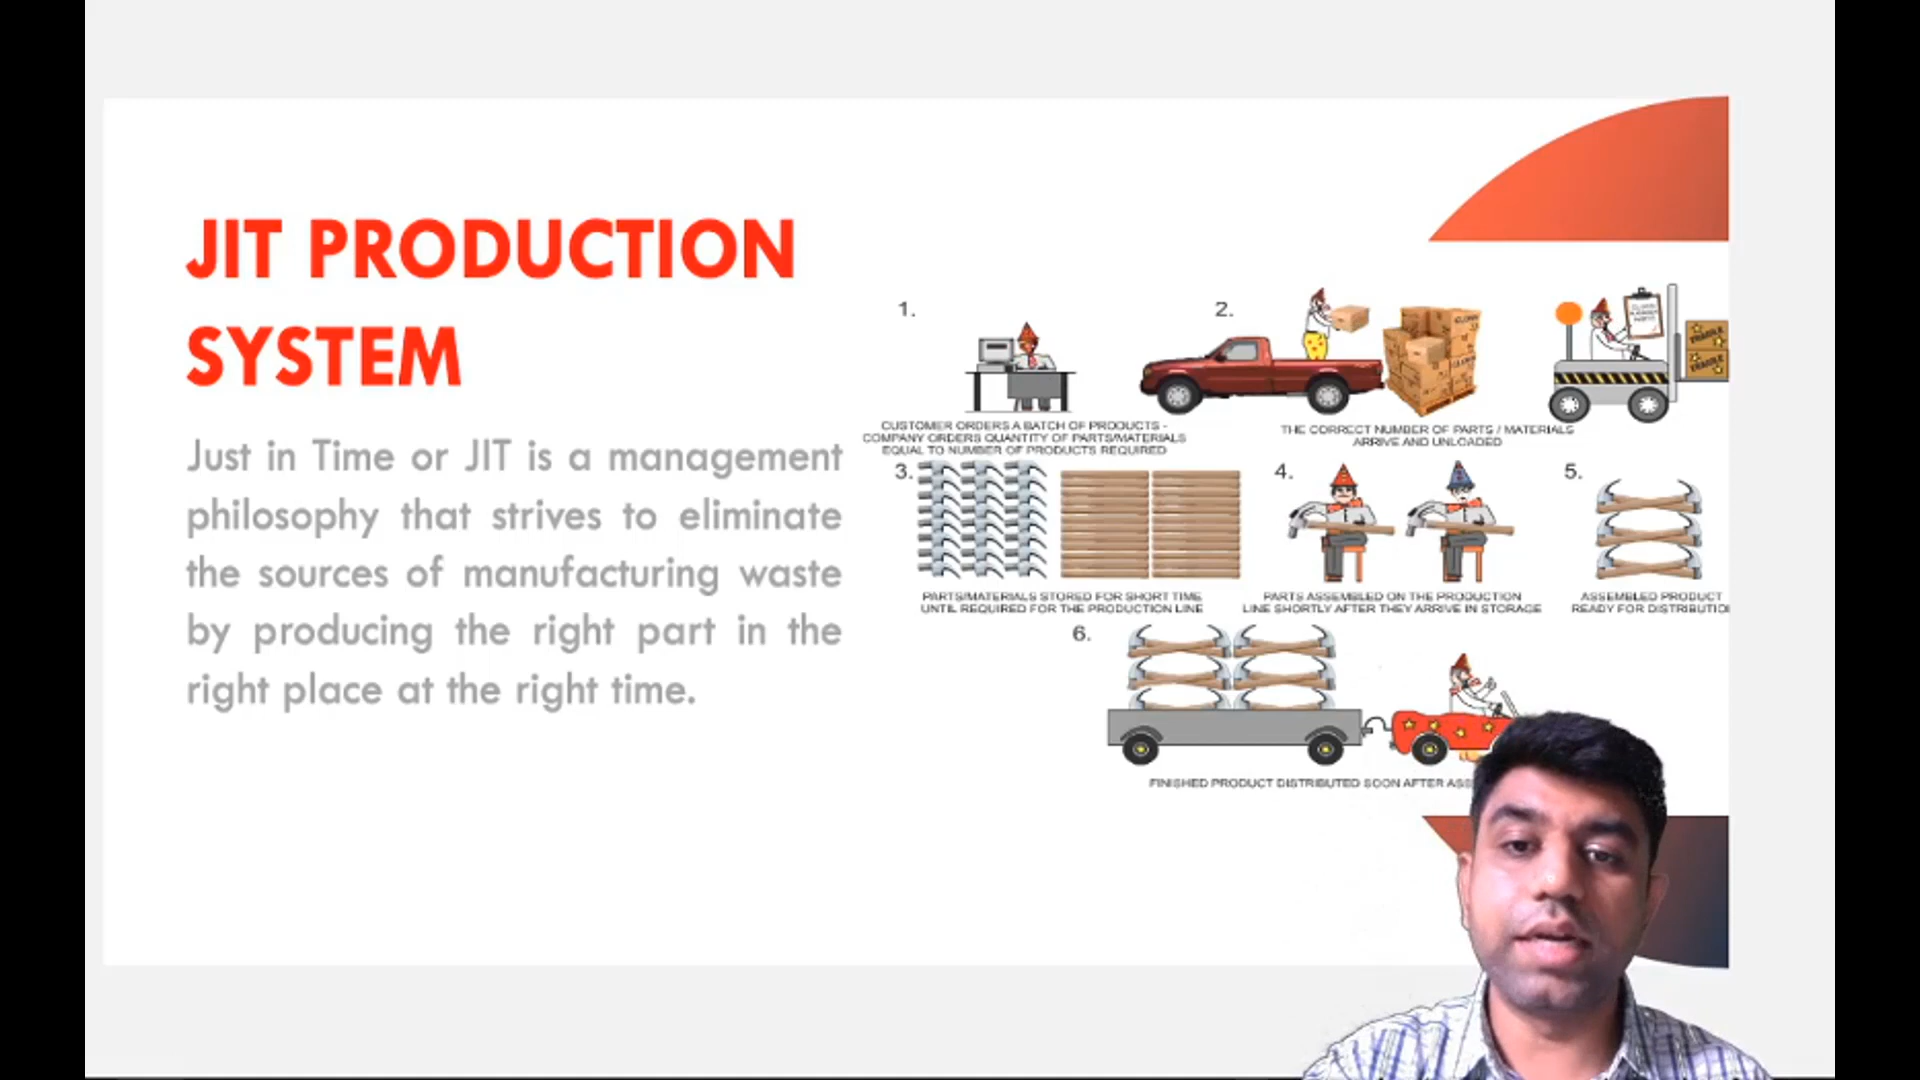 JIT PRODUCTION
SYSTEM
Just in Time or JIT is a management
philosophy that strives to eliminate
the sources of manufacturing waste
by producing the right part in the
right place at the right time.
1.
CUSTOMER ORDERS A BATCH OF PRODUCTS -
COMPANY ORDERS QUANTITY OF PARTS/MATERIALS
EQUAL TO NUMBER OF PRODUCTS REQUIRED
2.
THE CORRECT NUMBER OF PARTS / MATERIALS
ARRIVE AND UNLOADED
3.
PARTS/MATERIALS STORED FOR SHORT TIME
UNTIL REQUIRED FOR THE PRODUCTION LINE
4.
PARTS ASSEMBLED ON THE PRODUCTION
LINE SHORTLY AFTER THEY ARRIVE IN STORAGE
5.
ASSEMBLED PRODUCT
READY FOR DISTRIBUTIO
6.
FINISHED PRODUCT DISTRIBUTED SOON AFTER ASS